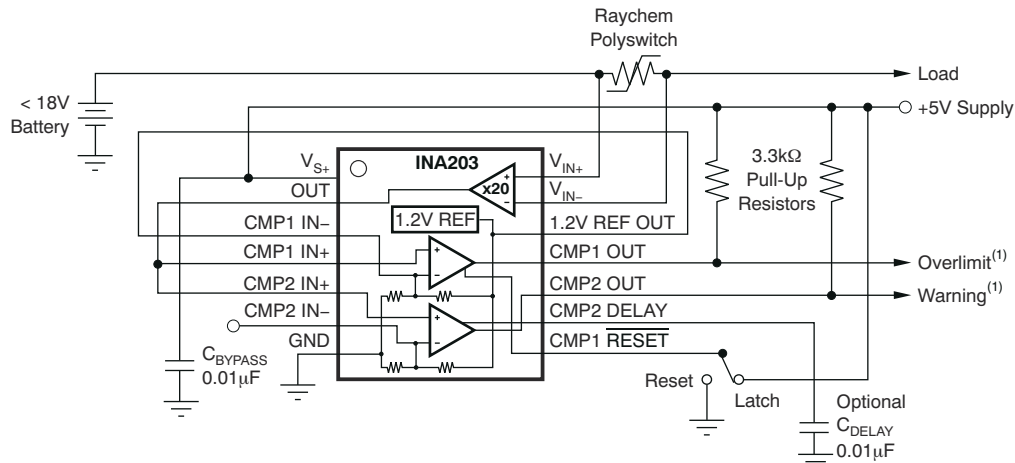 Raychem
Polyswitch
Load
< 18V
Battery
+5V Supply
INA203
V_S+
V_IN+
OUT
x20
V_IN−
3.3kΩ
Pull-Up
Resistors
1.2V REF
CMP1 IN−
1.2V REF OUT
CMP1 IN+
CMP1 OUT
Overlimit(1)
CMP2 IN+
CMP2 OUT
Warning(1)
CMP2 IN−
CMP2 DELAY
GND
CMP1 RESET
C_BYPASS
0.01μF
Reset
Latch
Optional
C_DELAY
0.01μF